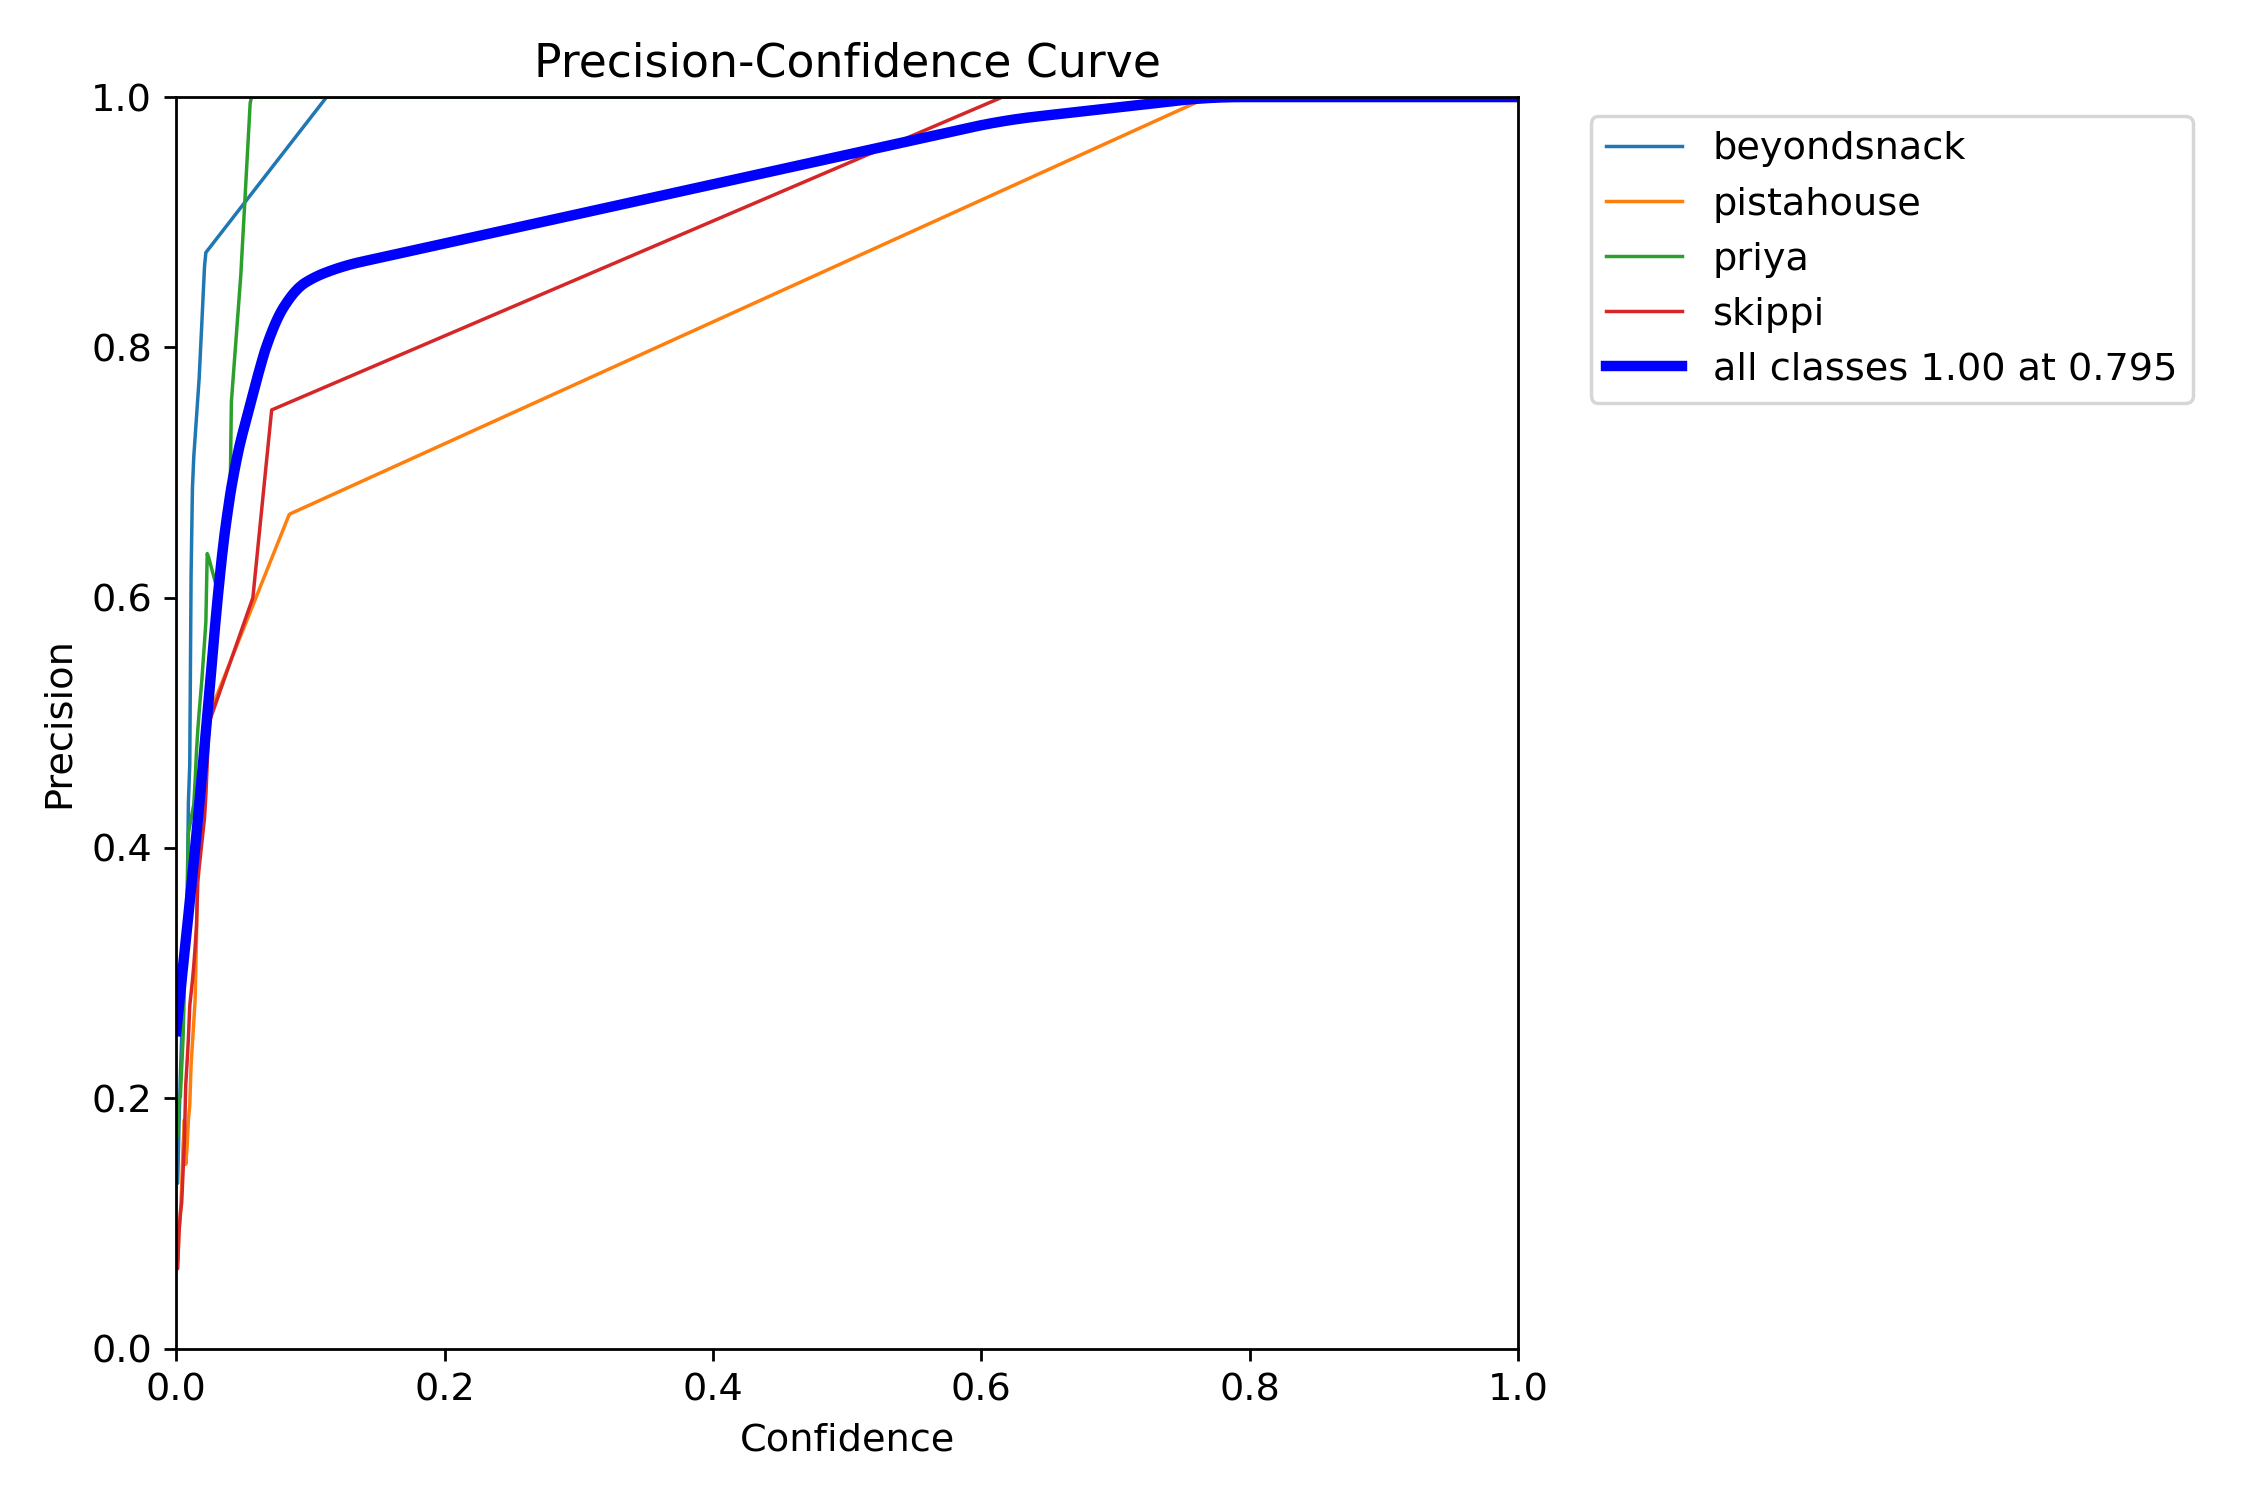 Precision-Confidence Curve
1.0
0.8
0.6
0.4
0.2
0.0
Precision
0.0 0.2 0.4 0.6 0.8 1.0
Confidence
beyondsnack
pistahouse
priya
skippi
all classes 1.00 at 0.795